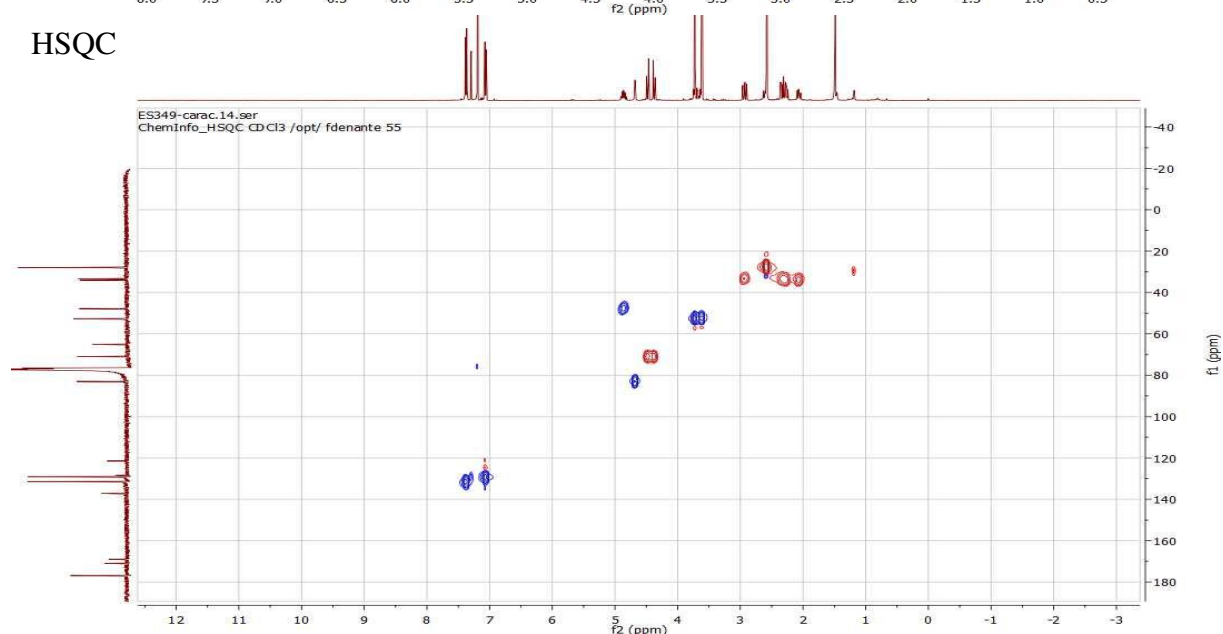 f2 (ppm)
HSQC
ES349-carac.14.ser
ChemInfo_HSQC CDCl3 /opt/ fdenante 55
-40
-20
0
20
40
60
80
100
120
140
160
180
f1 (ppm)
12 11 10 9 8 7 6 5 4 3 2 1 0 -1 -2 -3
f2 (ppm)